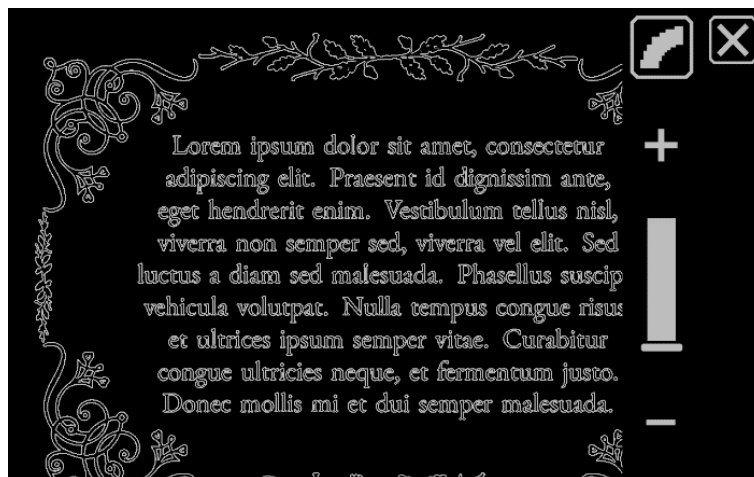 Lorem ipsum dolor sit amet, consectetur
adipiscing elit. Praesent id dignissim ante,
eget hendrerit enim. Vestibulum tellus nisl,
viverra non semper sed, viverra vel elit. Sed
luctus a diam sed malesuada. Phasellus suscip
vehicula volutpat. Nulla tempus congue risus
et ultrices ipsum semper vitae. Curabitur
congue ultricies neque, et fermentum justo.
Donec mollis mi et dui semper malesuada.